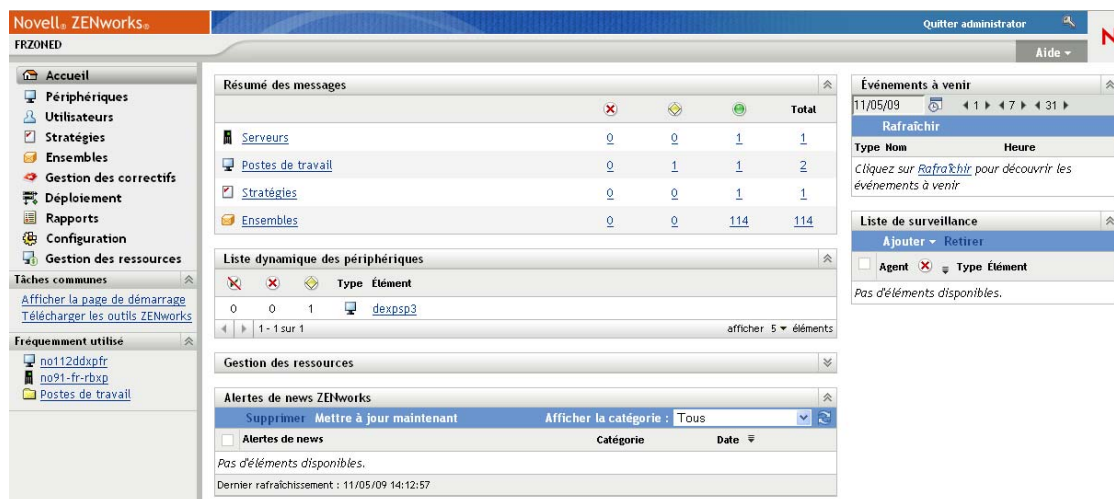 Novell® ZENworks®
Quitter administrator
N
FRZONED
Aide
Accueil
Périphériques
Utilisateurs
Stratégies
Ensembles
Gestion des correctifs
Déploiement
Rapports
Configuration
Gestion des ressources
Tâches communes
Afficher la page de démarrage
Télécharger les outils ZENworks
Fréquemment utilisé
no112ddxpfr
no91-fr-rbxp
Postes de travail
Résumé des messages
Total
Serveurs 0 0 1 1
Postes de travail 0 1 1 2
Stratégies 0 0 1 1
Ensembles 0 0 114 114
Liste dynamique des périphériques
Type Élément
0 0 1 dexpsp3
1 - 1 sur 1 afficher 5 éléments
Gestion des ressources
Alertes de news ZENworks
Supprimer Mettre à jour maintenant Afficher la catégorie : Tous
Alertes de news Catégorie Date
Pas d'éléments disponibles.
Dernier rafraîchissement : 11/05/09 14:12:57
Événements à venir
11/05/09 1 7 31
Rafraîchir
Type Nom Heure
Cliquez sur Rafraîchir pour découvrir les
événements à venir
Liste de surveillance
Ajouter Retirer
Agent Type Élément
Pas d'éléments disponibles.